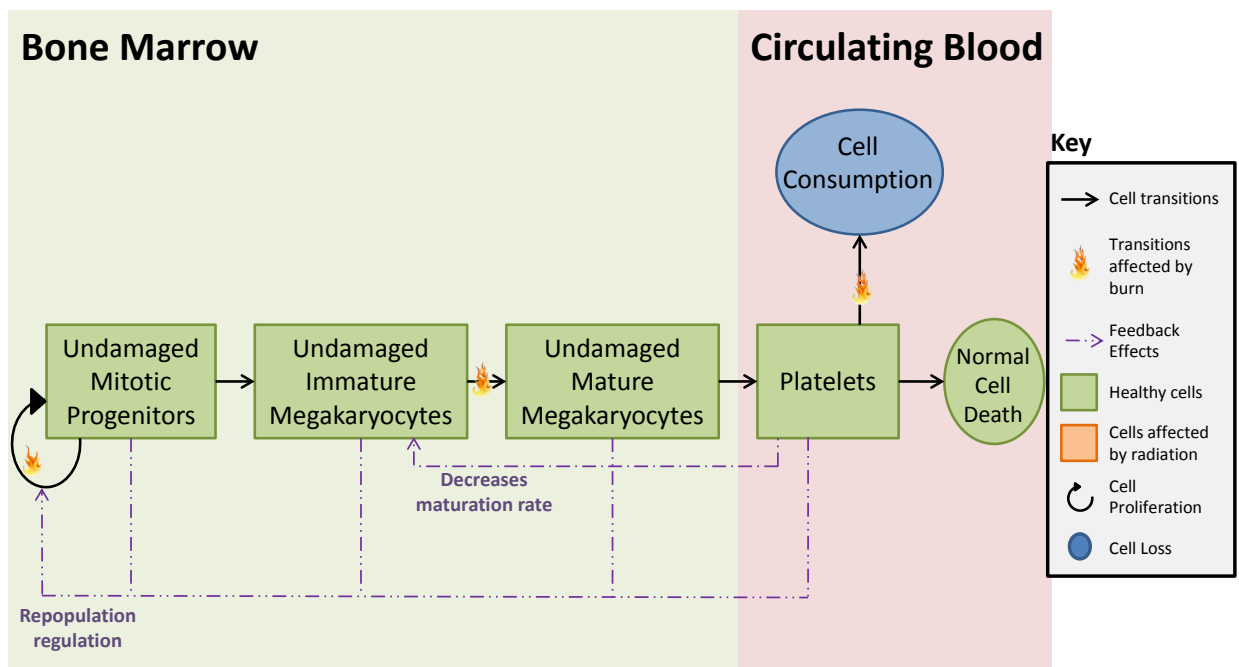 Bone Marrow
Circulating Blood
Cell
Consumption
Undamaged
Mitotic
Progenitors
Undamaged
Immature
Megakaryocytes
Undamaged
Mature
Megakaryocytes
Platelets
Normal
Cell
Death
Decreases
maturation rate
Repopulation
regulation
Key
Cell transitions
Transitions
affected by
burn
Feedback
Effects
Healthy cells
Cells affected
by radiation
Cell
Proliferation
Cell Loss